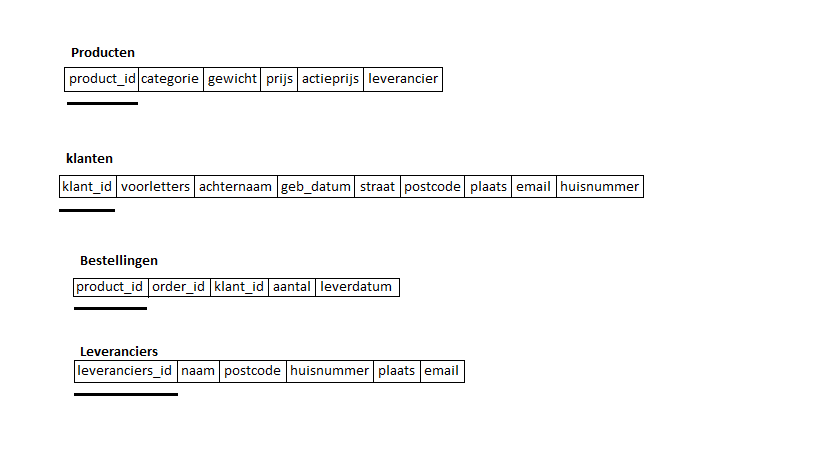 Producten
product_id categorie gewicht prijs actieprijs leverancier
klanten
klant_id voorletters achternaam geb_datum straat postcode plaats email huisnummer
Bestellingen
product_id order_id klant_id aantal leverdatum
Leveranciers
leveranciers_id naam postcode huisnummer plaats email